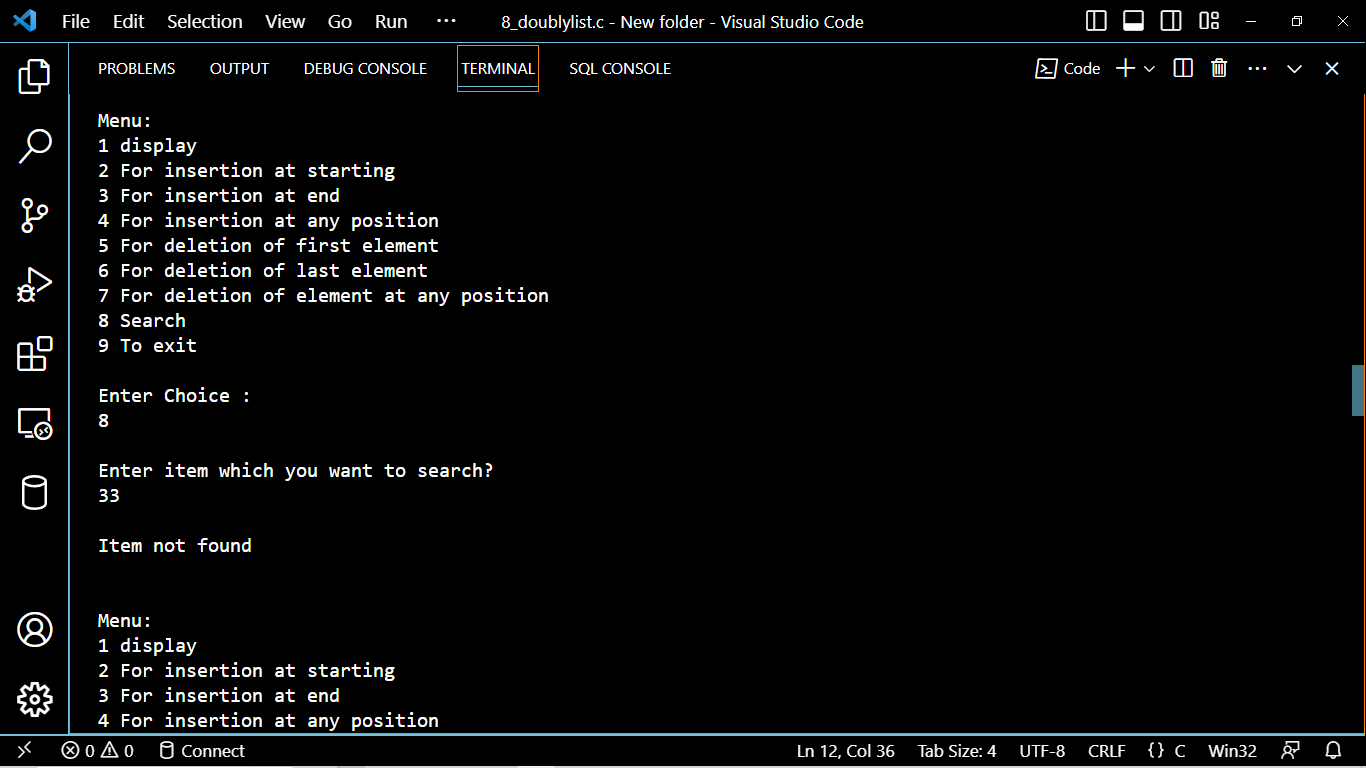 File Edit Selection View Go Run ··· 8_doublylist.c - New folder - Visual Studio Code
PROBLEMS OUTPUT DEBUG CONSOLE TERMINAL SQL CONSOLE Code
Menu:
1 display
2 For insertion at starting
3 For insertion at end
4 For insertion at any position
5 For deletion of first element
6 For deletion of last element
7 For deletion of element at any position
8 Search
9 To exit
Enter Choice :
8
Enter item which you want to search?
33
Item not found
Menu:
1 display
2 For insertion at starting
3 For insertion at end
4 For insertion at any position
0 0 Connect Ln 12, Col 36 Tab Size: 4 UTF-8 CRLF {} C Win32